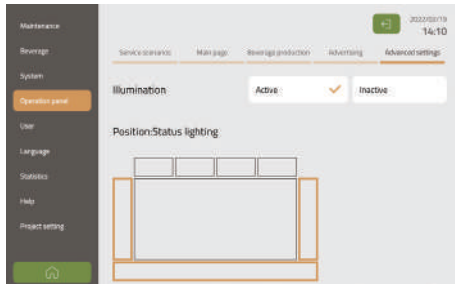 Maintenance
Beverage
System
Operation panel
User
Language
Statistics
Help
Project setting
2022/02/19
14:10
Service scenarios Main page Beverage production Advertising Advanced settings
Illumination Active Inactive
Position:Status lighting